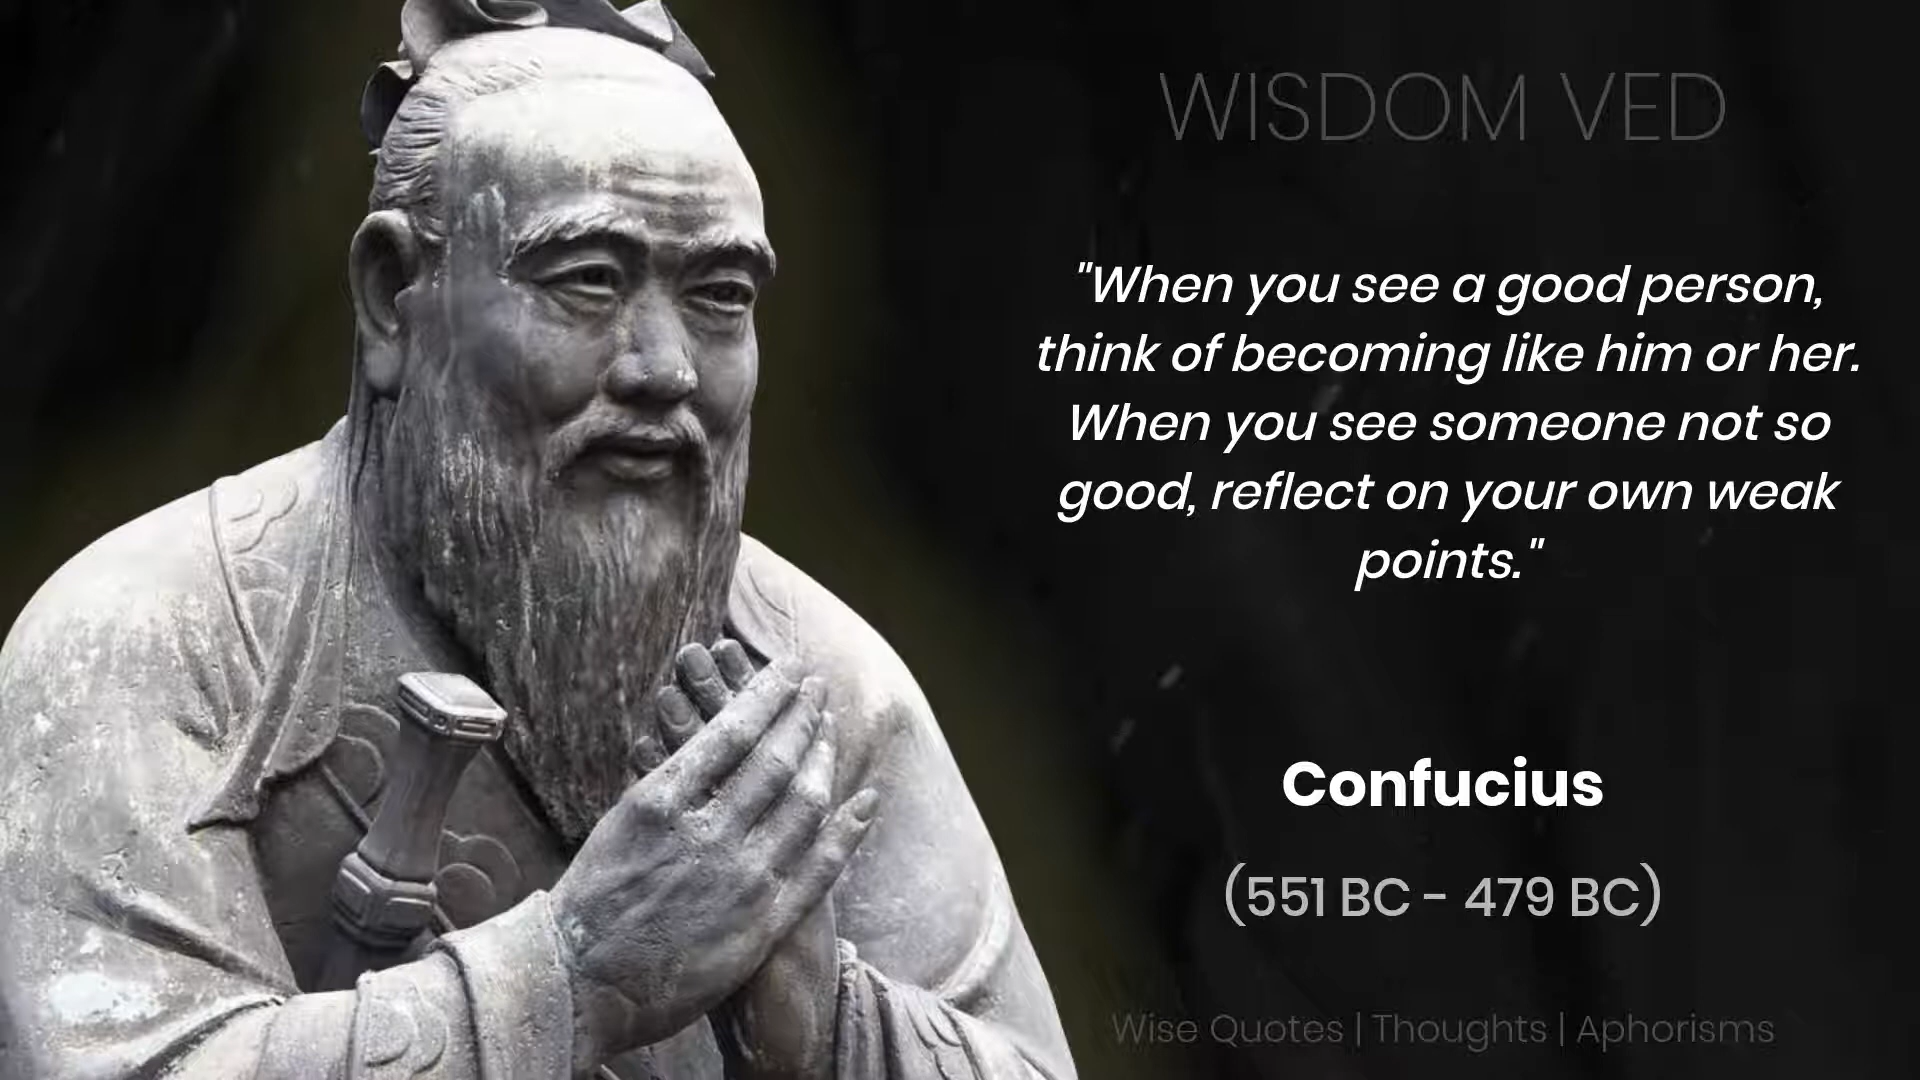 WISDOM VED
"When you see a good person,
think of becoming like him or her.
When you see someone not so
good, reflect on your own weak
points."
Confucius
(551 BC - 479 BC)
Wise Quotes | Thoughts | Aphorisms